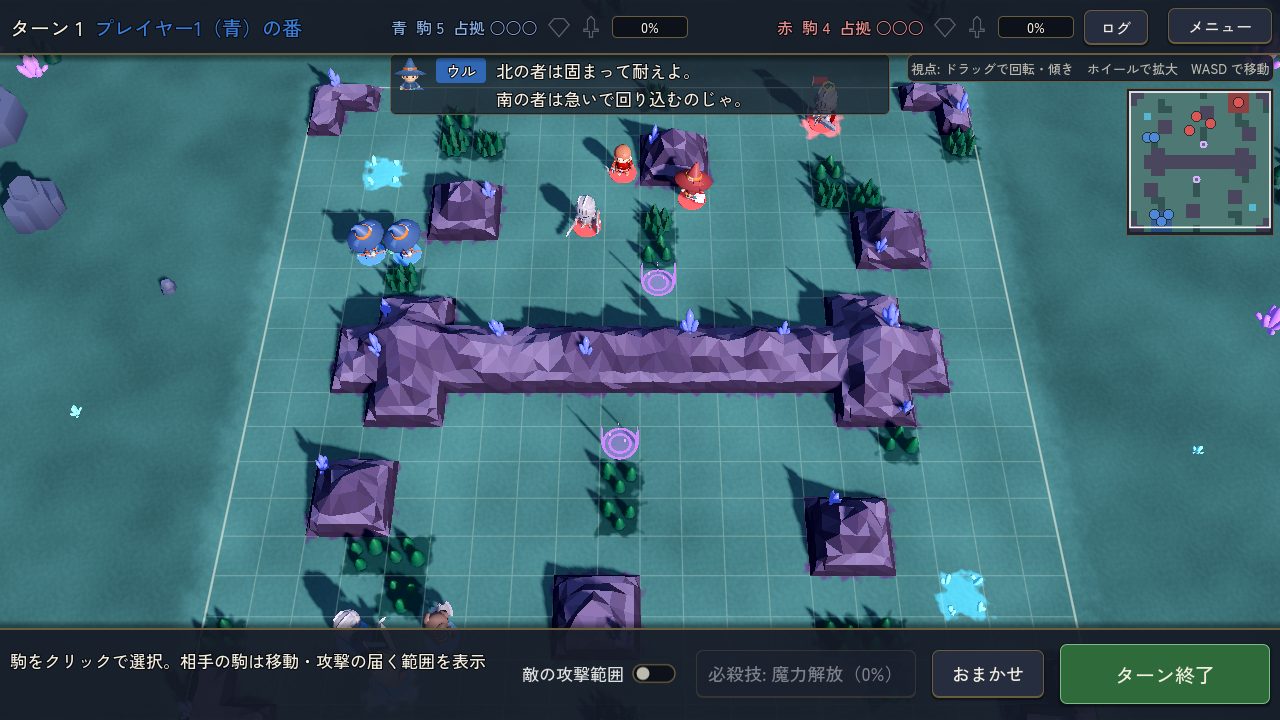 ターン 1 プレイヤー1（青）の番
青 駒 5 占拠 〇〇〇 0%
赤 駒 4 占拠 〇〇〇 0%
ログ
メニュー
ウル 北の者は固まって耐えよ。
南の者は急いで回り込むのじゃ。
視点: ドラッグで回転・傾き ホイールで拡大 WASD で移動
駒をクリックで選択。相手の駒は移動・攻撃の届く範囲を表示
敵の攻撃範囲
必殺技: 魔力解放（0%）
おまかせ
ターン終了